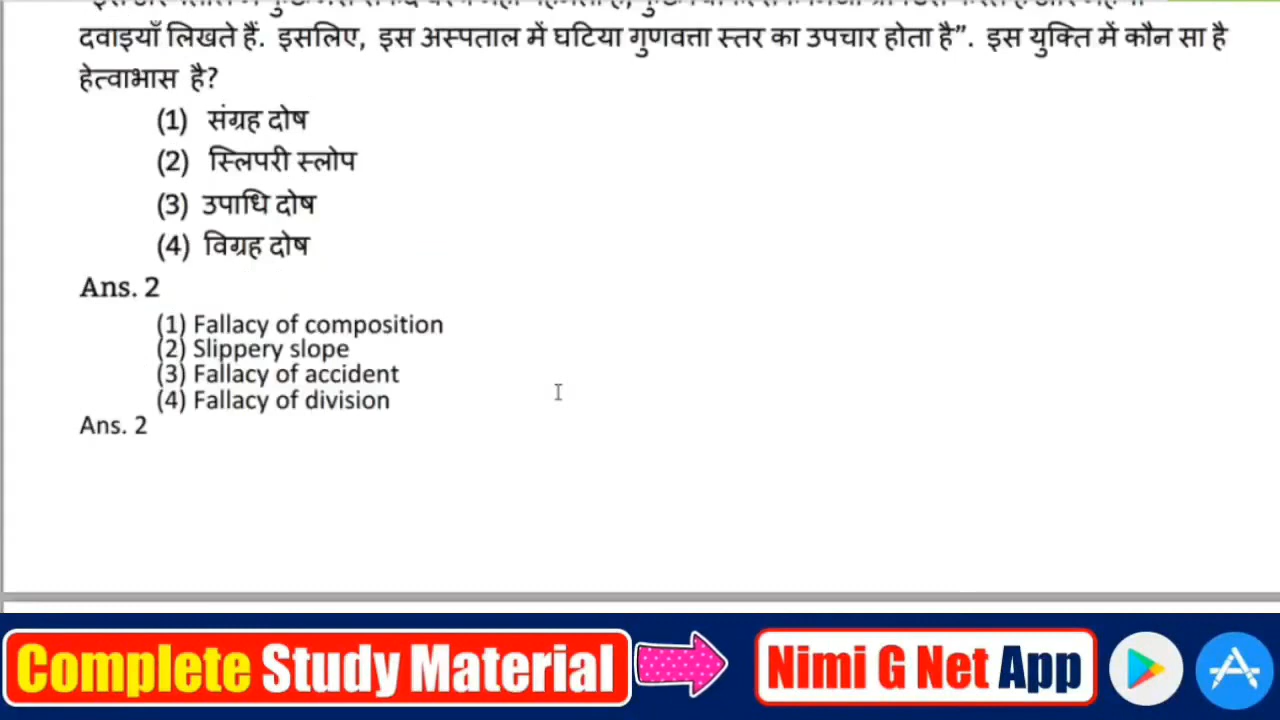 दवाइयाँ लिखते हैं. इसलिए, इस अस्पताल में घटिया गुणवत्ता स्तर का उपचार होता है”. इस युक्ति में कौन सा है
हेत्वाभास है?
(1) संग्रह दोष
(2) स्लिपरी स्लोप
(3) उपाधि दोष
(4) विग्रह दोष
Ans. 2
(1) Fallacy of composition
(2) Slippery slope
(3) Fallacy of accident
(4) Fallacy of division
Ans. 2
Complete Study Material
Nimi G Net App